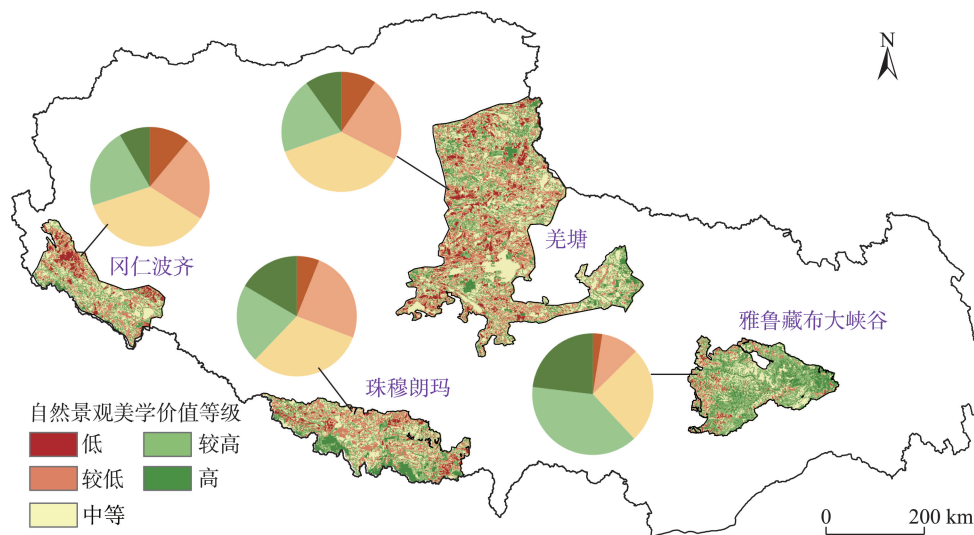 N
羌塘
冈仁波齐
雅鲁藏布大峡谷
珠穆朗玛
自然景观美学价值等级
低
较高
较低
高
中等
0 200 km